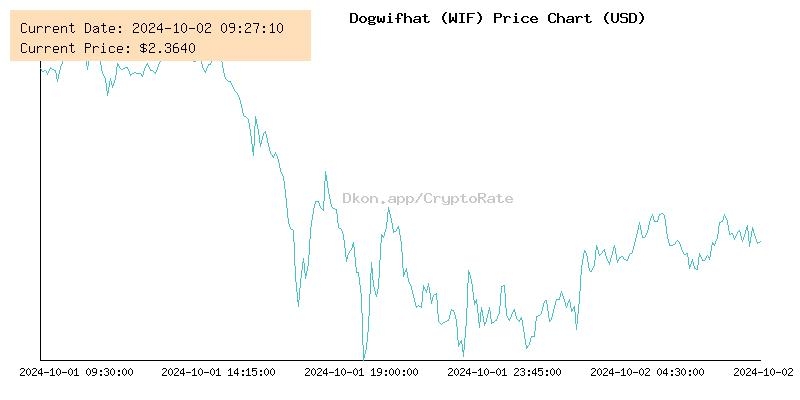 Dogwifhat (WIF) Price Chart (USD)
Current Date: 2024-10-02 09:27:10
Current Price: $2.3640
Dkon.app/CryptoRate
2024-10-01 09:30:00 2024-10-01 14:15:00 2024-10-01 19:00:00 2024-10-01 23:45:00 2024-10-02 04:30:00 2024-10-02